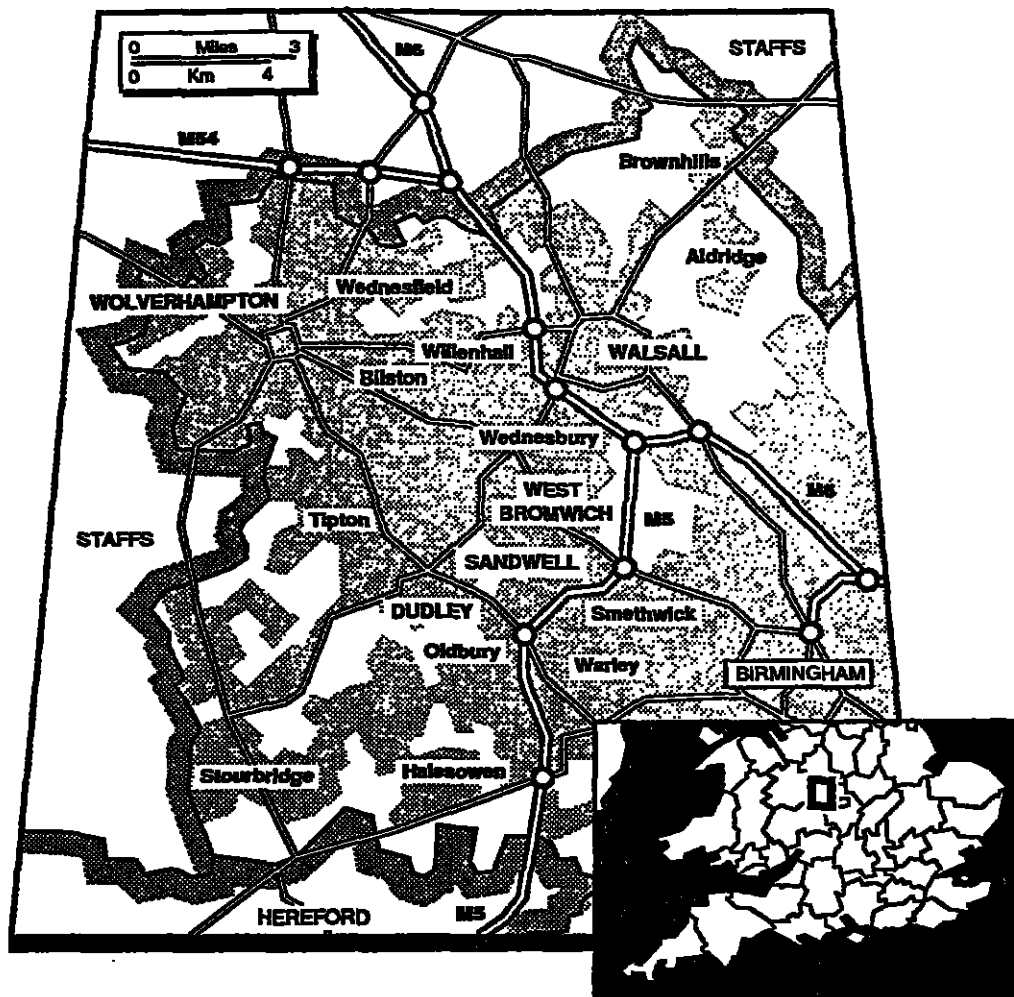 0 Miles 3
0 Km 4
M6
STAFFS
M54
Brownhills
Aldridge
Wednesfield
WOLVERHAMPTON
Willenhall
WALSALL
Bilston
Wednesbury
WEST
BROMWICH
M6
M5
Tipton
STAFFS
SANDWELL
DUDLEY
Smethwick
Oldbury
Warley
BIRMINGHAM
Stourbridge
Halesowen
HEREFORD
M5